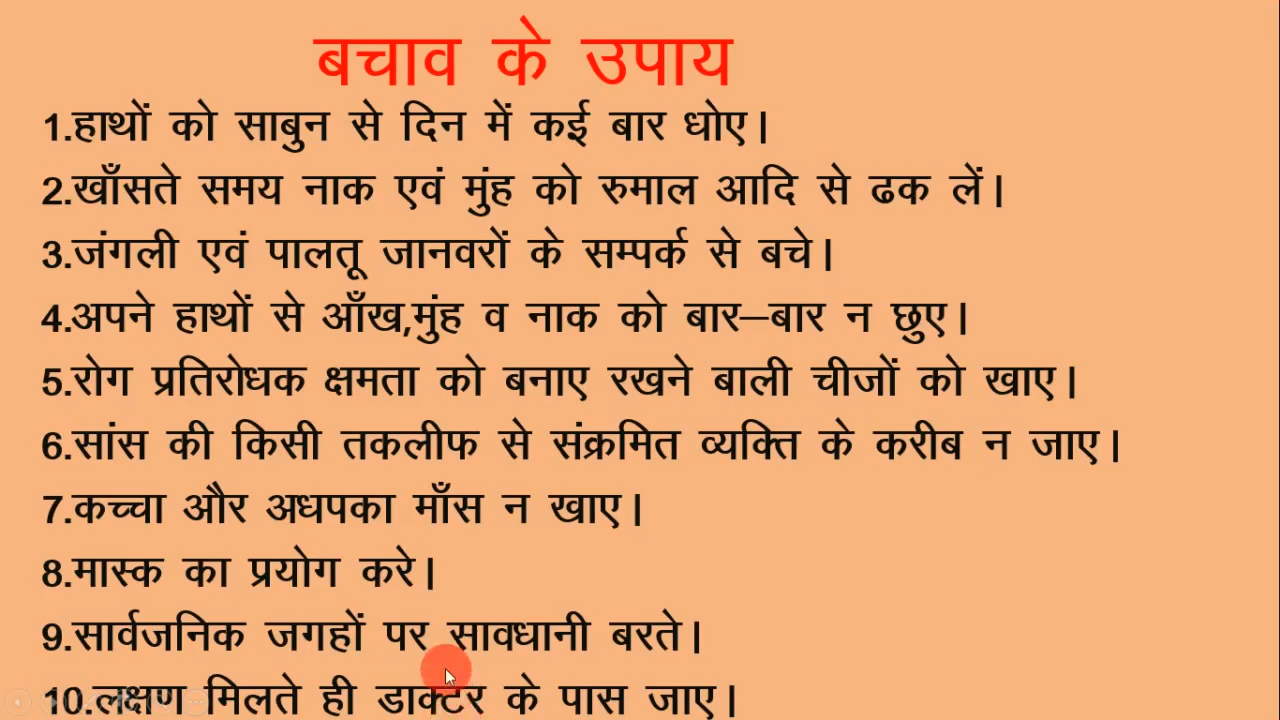 बचाव के उपाय
1.हाथों को साबुन से दिन में कई बार धोए।
2.खाँसते समय नाक एवं मुंह को रुमाल आदि से ढक लें।
3.जंगली एवं पालतू जानवरों के सम्पर्क से बचे।
4.अपने हाथों से आँख,मुंह व नाक को बार–बार न छुए।
5.रोग प्रतिरोधक क्षमता को बनाए रखने बाली चीजों को खाए।
6.सांस की किसी तकलीफ से संक्रमित व्यक्ति के करीब न जाए।
7.कच्चा और अधपका माँस न खाए।
8.मास्क का प्रयोग करे।
9.सार्वजनिक जगहों पर सावधानी बरते।
10.लक्षण मिलते ही डाक्टर के पास जाए।